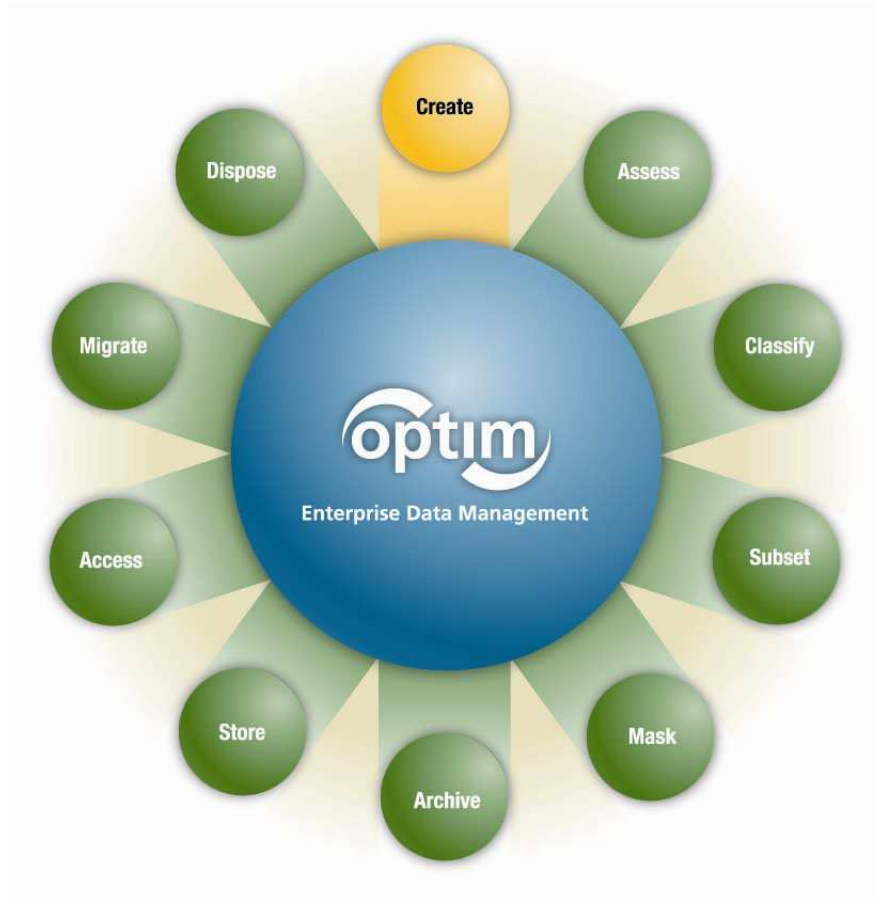 Create
Assess
Classify
Subset
Mask
Archive
Store
Access
Migrate
Dispose
optim
Enterprise Data Management